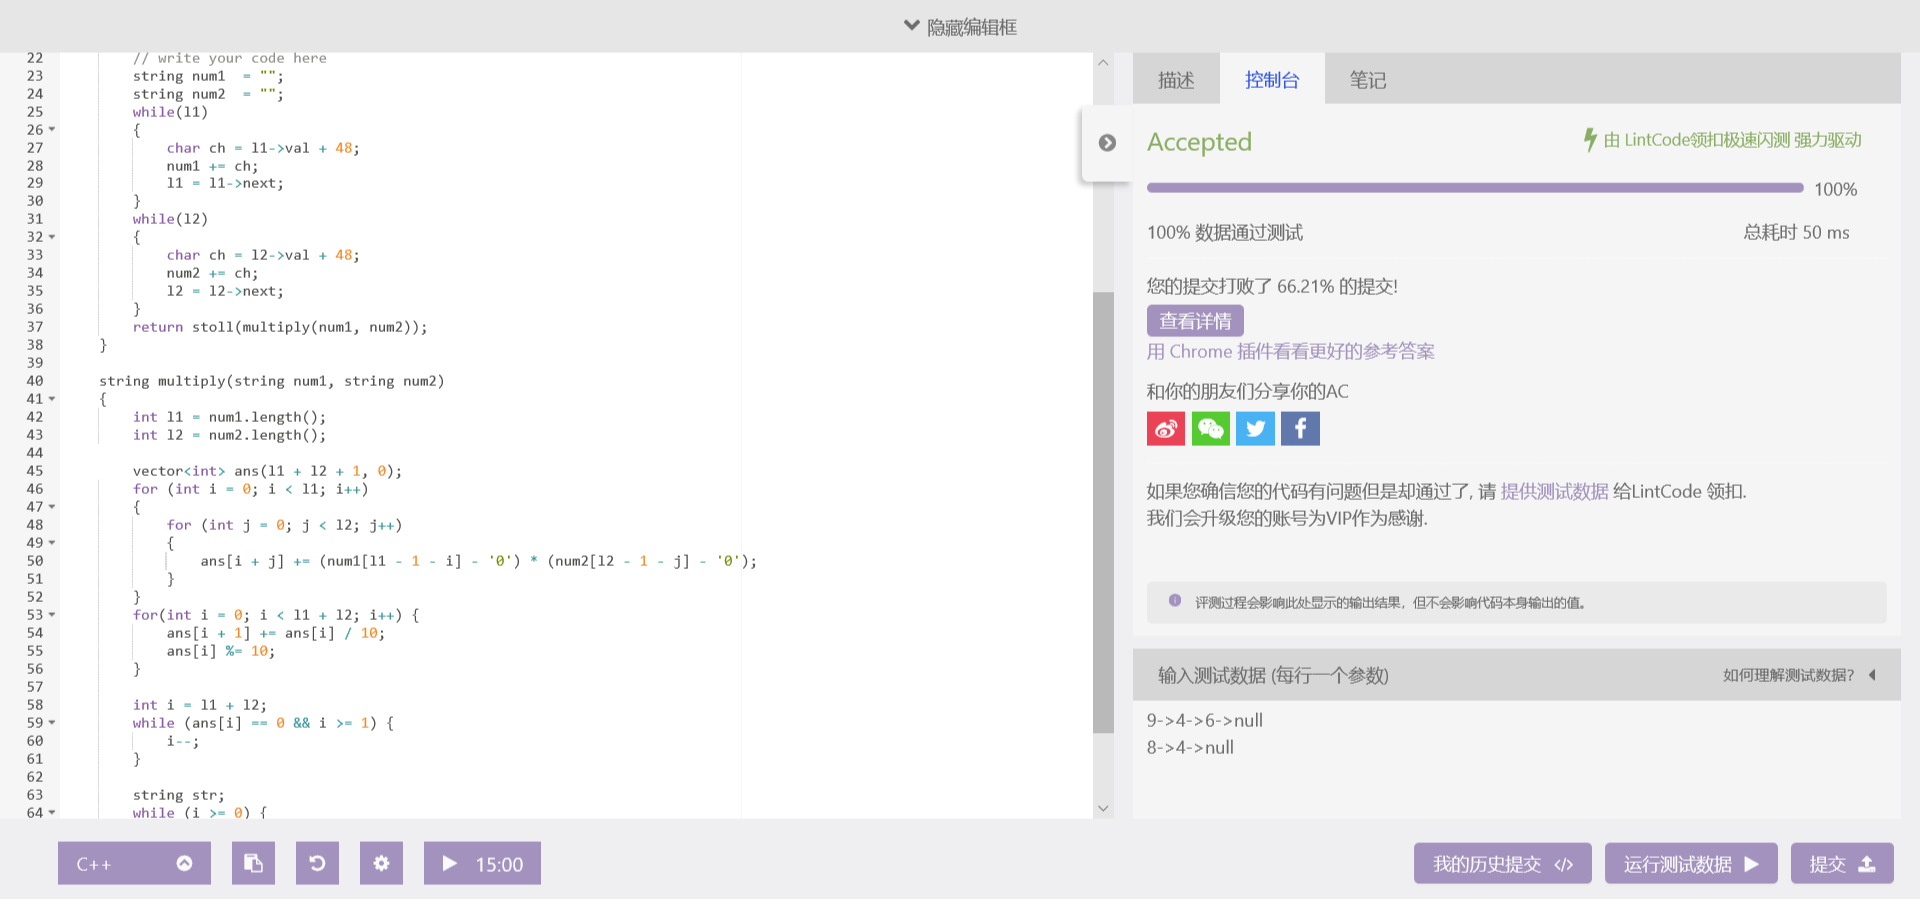 隐藏编辑框
22 // write your code here
23 string num1  = "";
24 string num2  = "";
25 while(l1)
26 {
27 char ch = l1->val + 48;
28 num1 += ch;
29 l1 = l1->next;
30 }
31 while(l2)
32 {
33 char ch = l2->val + 48;
34 num2 += ch;
35 l2 = l2->next;
36 }
37 return stoll(multiply(num1, num2));
38 }
39
40 string multiply(string num1, string num2)
41 {
42 int l1 = num1.length();
43 int l2 = num2.length();
44
45 vector<int> ans(l1 + l2 + 1, 0);
46 for (int i = 0; i < l1; i++)
47 {
48 for (int j = 0; j < l2; j++)
49 {
50 ans[i + j] += (num1[l1 - 1 - i] - '0') * (num2[l2 - 1 - j] - '0');
51 }
52 }
53 for(int i = 0; i < l1 + l2; i++) {
54 ans[i + 1] += ans[i] / 10;
55 ans[i] %= 10;
56 }
57
58 int i = l1 + l2;
59 while (ans[i] == 0 && i >= 1) {
60 i--;
61 }
62
63 string str;
64 while (i >= 0) {
描述 控制台 笔记
Accepted
由 LintCode领扣极速闪测 强力驱动
100%
100% 数据通过测试
总耗时 50 ms
您的提交打败了 66.21% 的提交!
查看详情
用 Chrome 插件看看更好的参考答案
和你的朋友们分享你的AC
如果您确信您的代码有问题但是却通过了, 请 提供测试数据 给LintCode 领扣.
我们会升级您的账号为VIP作为感谢.
评测过程会影响此处显示的输出结果，但不会影响代码本身输出的值。
输入测试数据 (每行一个参数)
如何理解测试数据?
9->4->6->null
8->4->null
C++
15:00
我的历史提交 </>
运行测试数据
提交